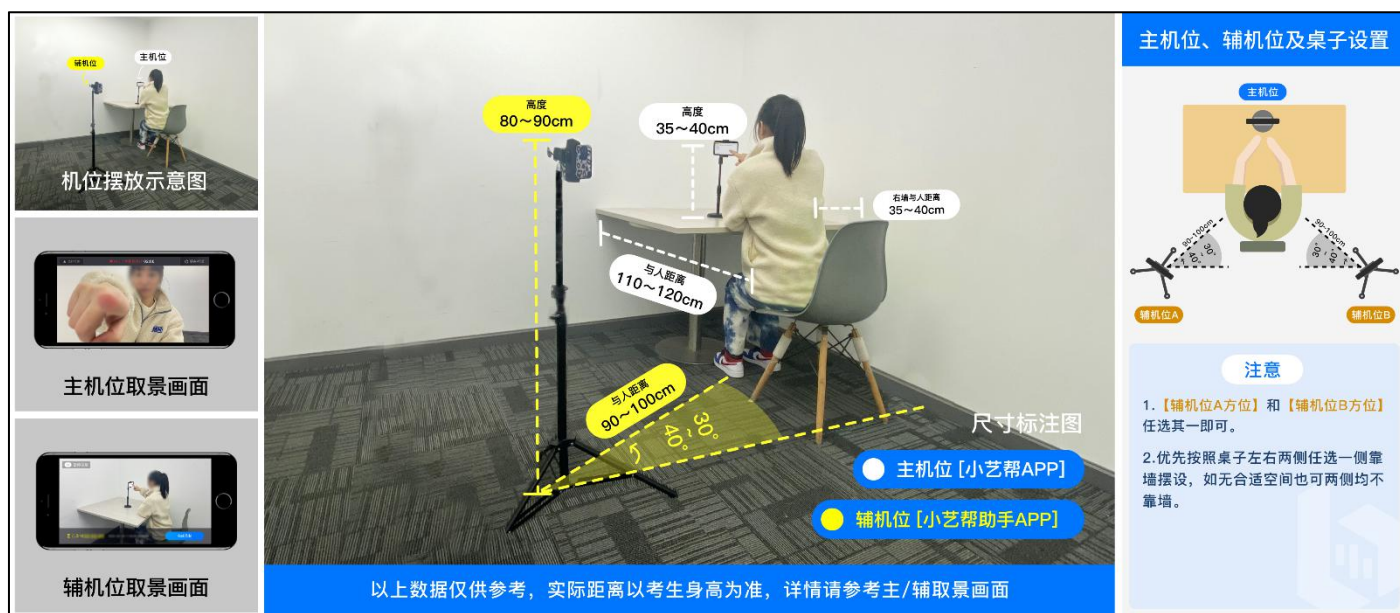 辅机位
主机位
机位摆放示意图
主机位取景画面
辅机位取景画面
高度
80～90cm
高度
35～40cm
右墙与人距离
35～40cm
与人距离
110～120cm
与人距离
90～100cm
30°
～
40°
尺寸标注图
主机位 [小艺帮APP]
辅机位 [小艺帮助手APP]
以上数据仅供参考，实际距离以考生身高为准，详情请参考主/辅取景画面
主机位、辅机位及桌子设置
主机位
90~100cm
30°
~
40°
90~100cm
30°
~
40°
辅机位A
辅机位B
注意
1.【辅机位A方位】和【辅机位B方位】
任选其一即可。
2.优先按照桌子左右两侧任选一侧靠
墙摆设，如无合适空间也可两侧均不
靠墙。